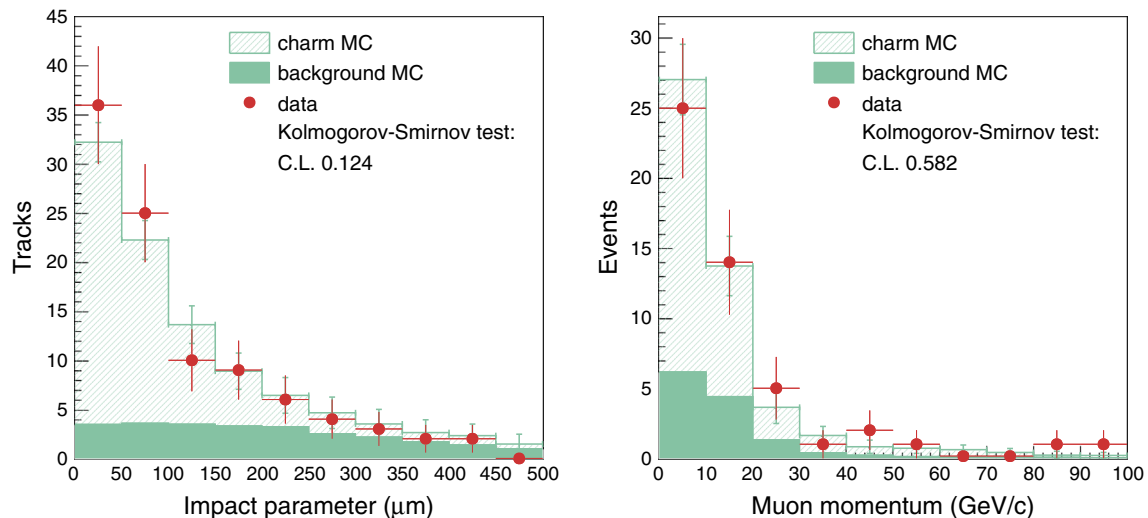 45
40
35
30
25
20
15
10
5
0
Tracks
charm MC
background MC
data
Kolmogorov-Smirnov test:
C.L. 0.124
0 50 100 150 200 250 300 350 400 450 500
Impact parameter (μm)
30
25
20
15
10
5
0
Events
charm MC
background MC
data
Kolmogorov-Smirnov test:
C.L. 0.582
0 10 20 30 40 50 60 70 80 90 100
Muon momentum (GeV/c)